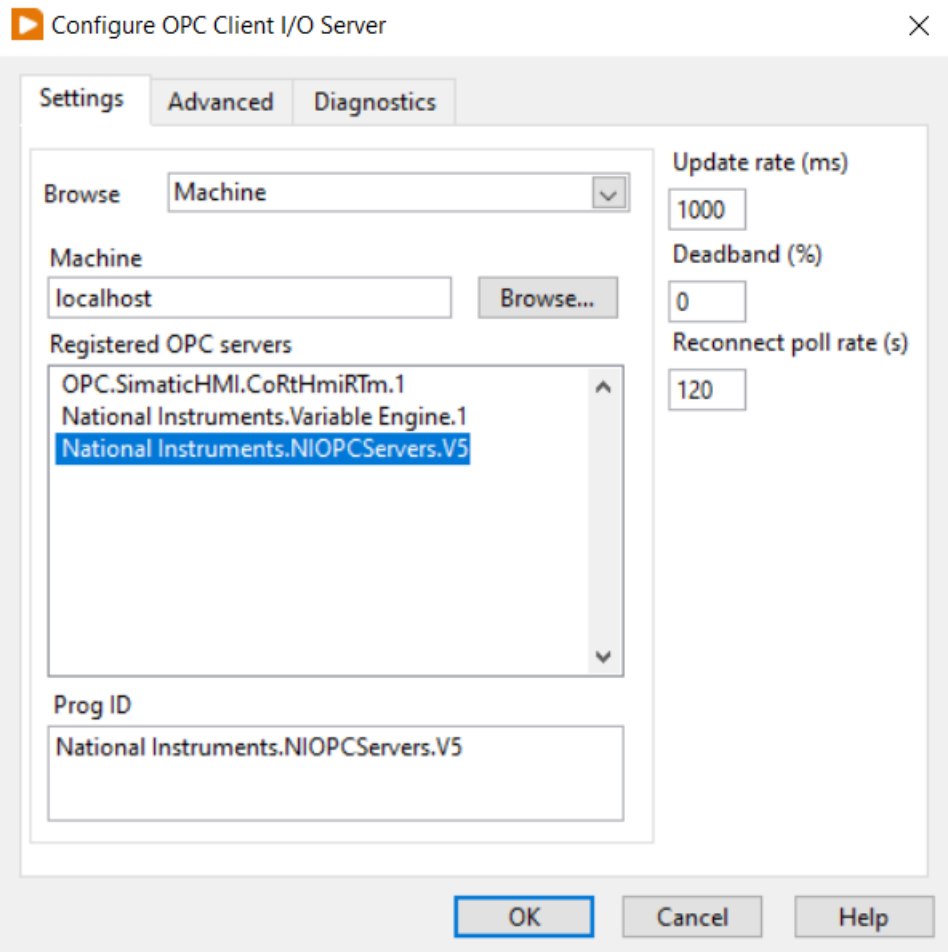 Configure OPC Client I/O Server
Settings
Advanced
Diagnostics
Browse
Machine
Machine
localhost
Browse...
Registered OPC servers
OPC.SimaticHMI.CoRtHmiRTm.1
National Instruments.Variable Engine.1
National Instruments.NIOPCServers.V5
Prog ID
National Instruments.NIOPCServers.V5
Update rate (ms)
1000
Deadband (%)
0
Reconnect poll rate (s)
120
OK
Cancel
Help